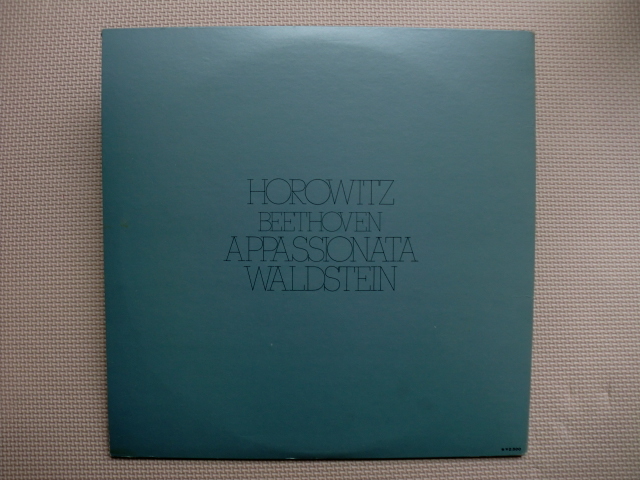 HOROWITZ
BEETHOVEN
APPASSIONATA
WALDSTEIN